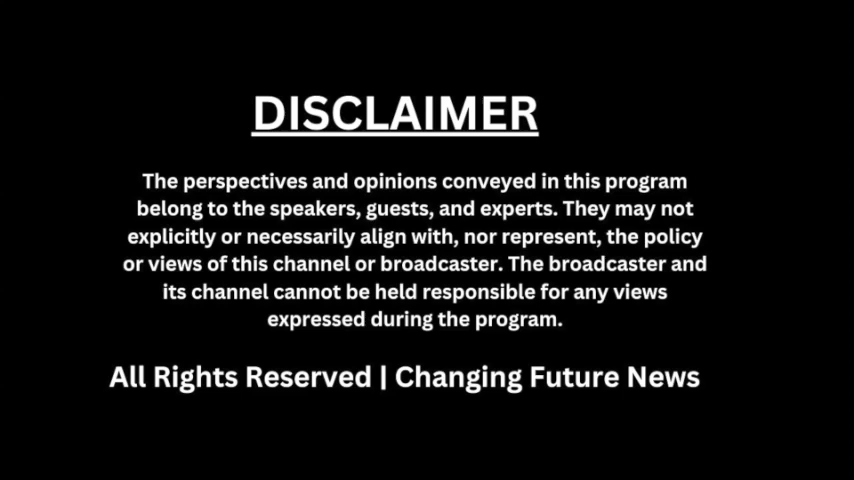 DISCLAIMER
The perspectives and opinions conveyed in this program
belong to the speakers, guests, and experts. They may not
explicitly or necessarily align with, nor represent, the policy
or views of this channel or broadcaster. The broadcaster and
its channel cannot be held responsible for any views
expressed during the program.
All Rights Reserved | Changing Future News